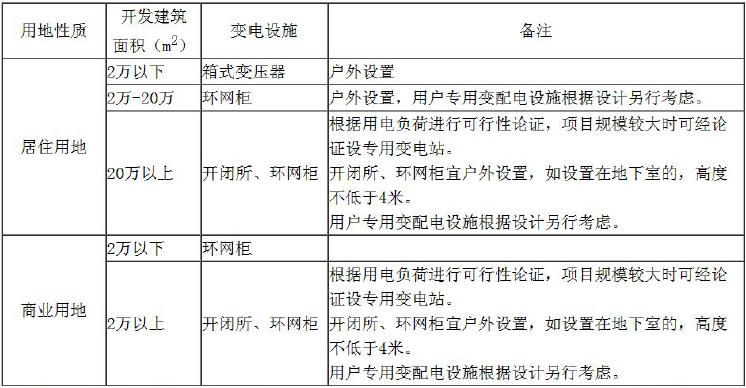 用地性质
开发建筑
面积（m²）
变电设施
备注
居住用地
2万以下
箱式变压器
户外设置
2万-20万
环网柜
户外设置，用户专用变配电设施根据设计另行考虑。
20万以上
开闭所、环网柜
根据用电负荷进行可行性论证，项目规模较大时可经论
证设专用变电站。
开闭所、环网柜宜户外设置，如设置在地下室的，高度
不低于4米。
用户专用变配电设施根据设计另行考虑。
商业用地
2万以下
环网柜
2万以上
开闭所、环网柜
根据用电负荷进行可行性论证，项目规模较大时可经论
证设专用变电站。
开闭所、环网柜宜户外设置，如设置在地下室的，高度
不低于4米。
用户专用变配电设施根据设计另行考虑。